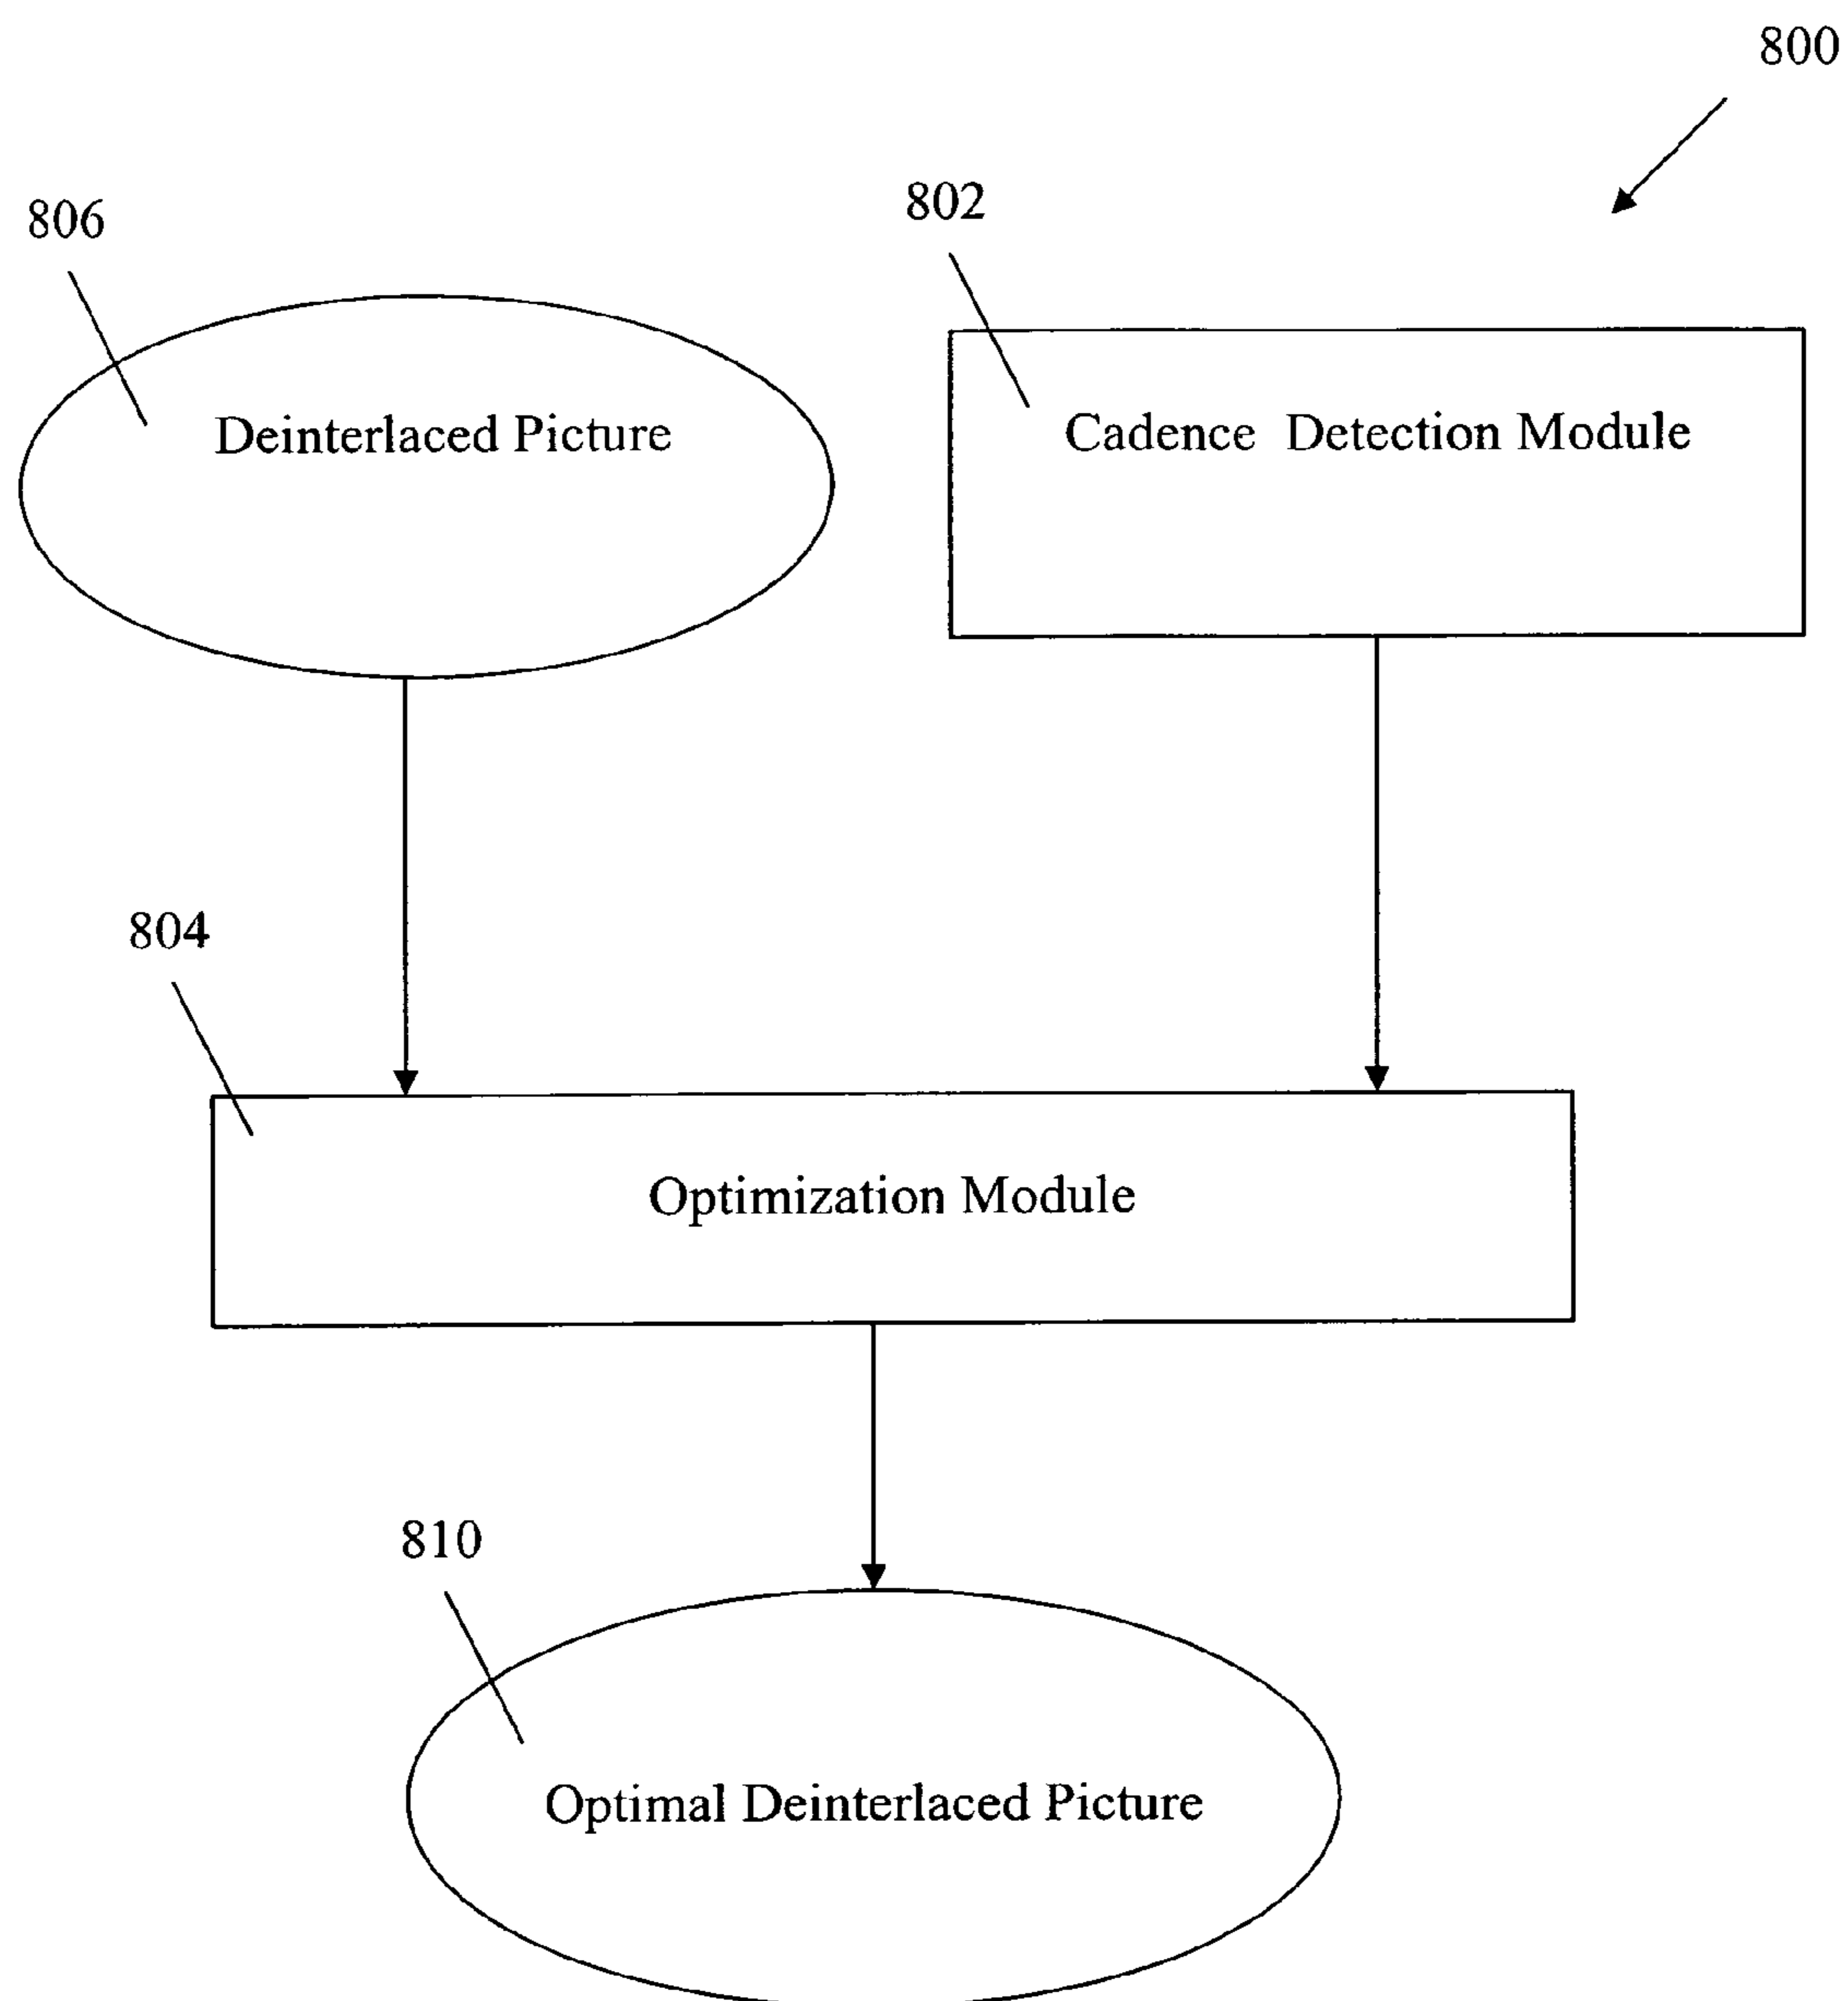 800
806
802
Deinterlaced Picture
Cadence Detection Module
804
Optimization Module
810
Optimal Deinterlaced Picture